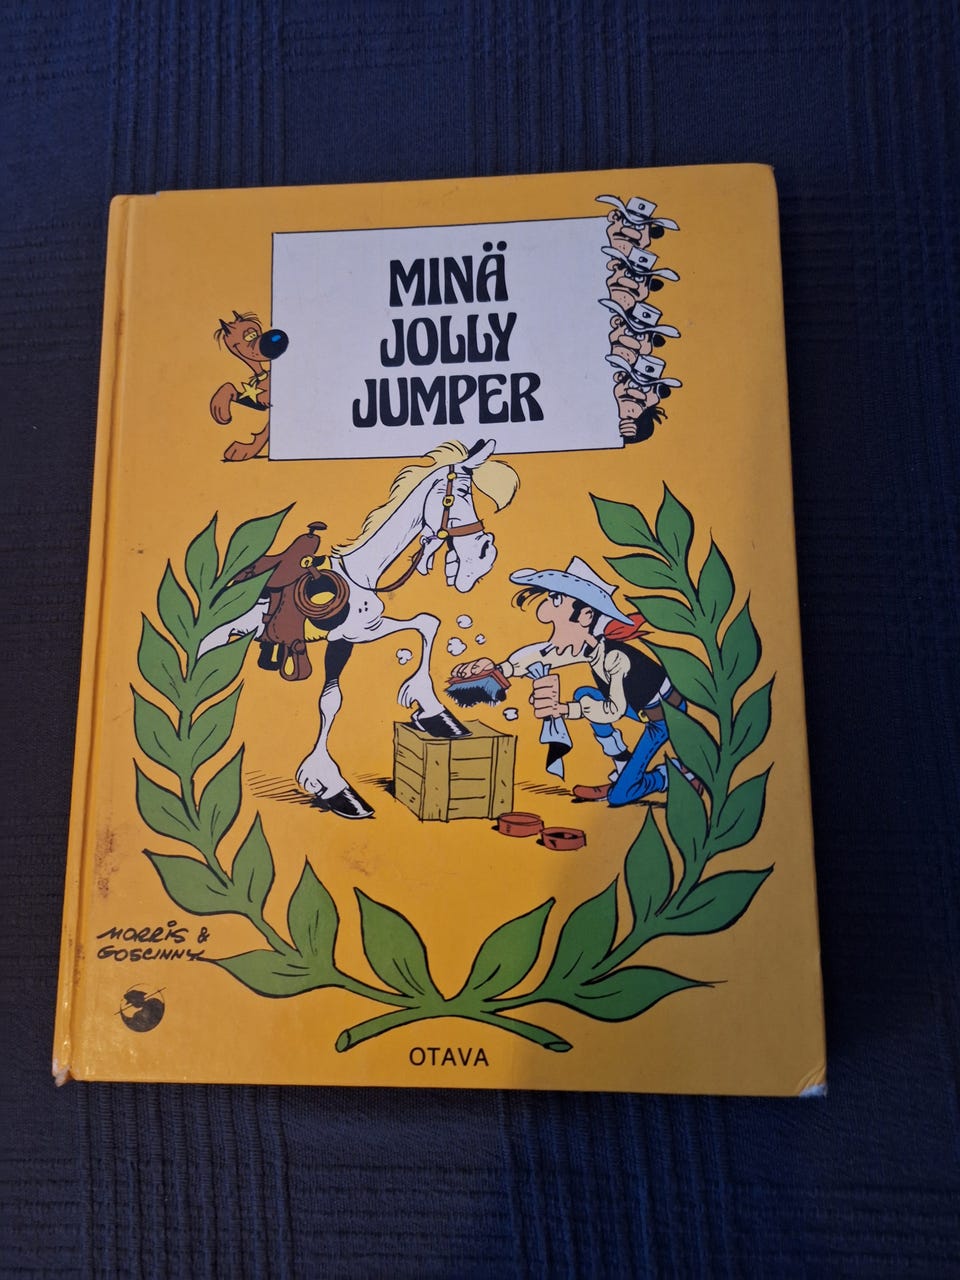 MINÄ
JOLLY
JUMPER
MORRIS &
GOSCINNY
OTAVA